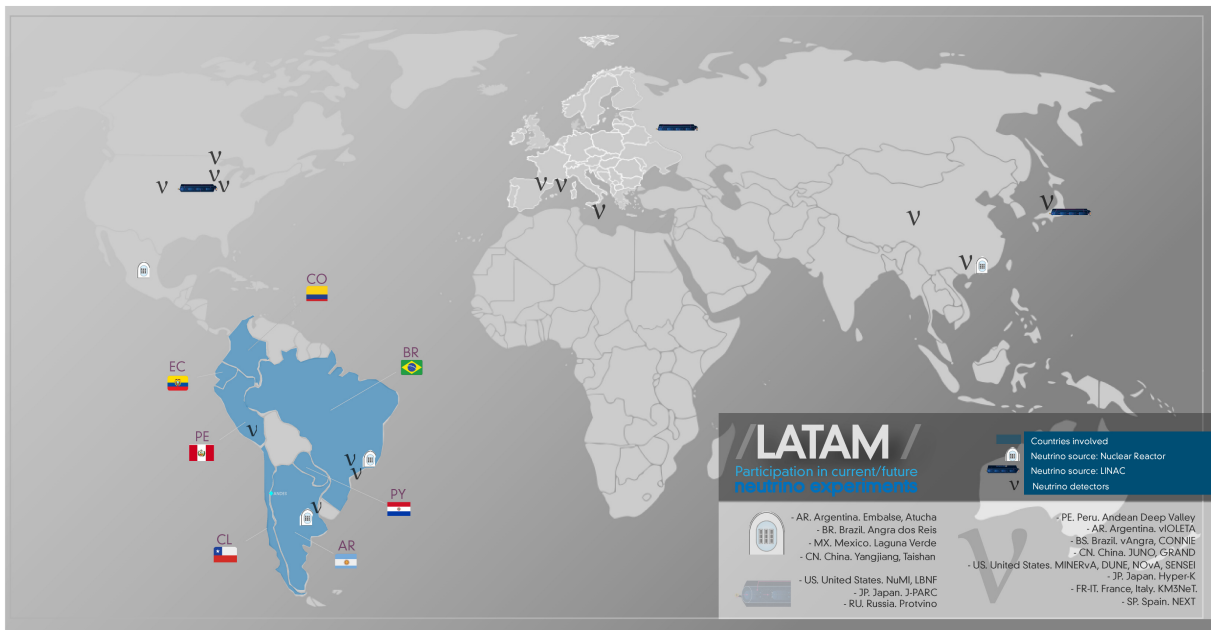 ν
ν
ν
ν
ν
ν
ν
ν
ν
ν
CO
BR
EC
PE
ν
ν
ν
ν
PY
CL
AR
//LATAM/
Participation in current/future
neutrino experiments
Countries involved
Neutrino source: Nuclear Reactor
Neutrino source: LINAC
ν Neutrino detectors
- AR. Argentina. Embalse, Atucha
- BR. Brazil. Angra dos Reis
- MX. Mexico. Laguna Verde
- CN. China. Yangjiang, Taishan
- US. United States. NuMI, LBNF
- JP. Japan. J-PARC
- RU. Russia. Protvino
ν
- PE. Peru. Andean Deep Valley
- AR. Argentina. vIOLETA
- BS. Brazil. vAngra, CONNIE
- CN. China. JUNO, GRAND
- US. United States. MINERvA, DUNE, NOvA, SENSEI
- JP. Japan. Hyper-K
- FR-IT. France, Italy. KM3NeT.
- SP. Spain. NEXT